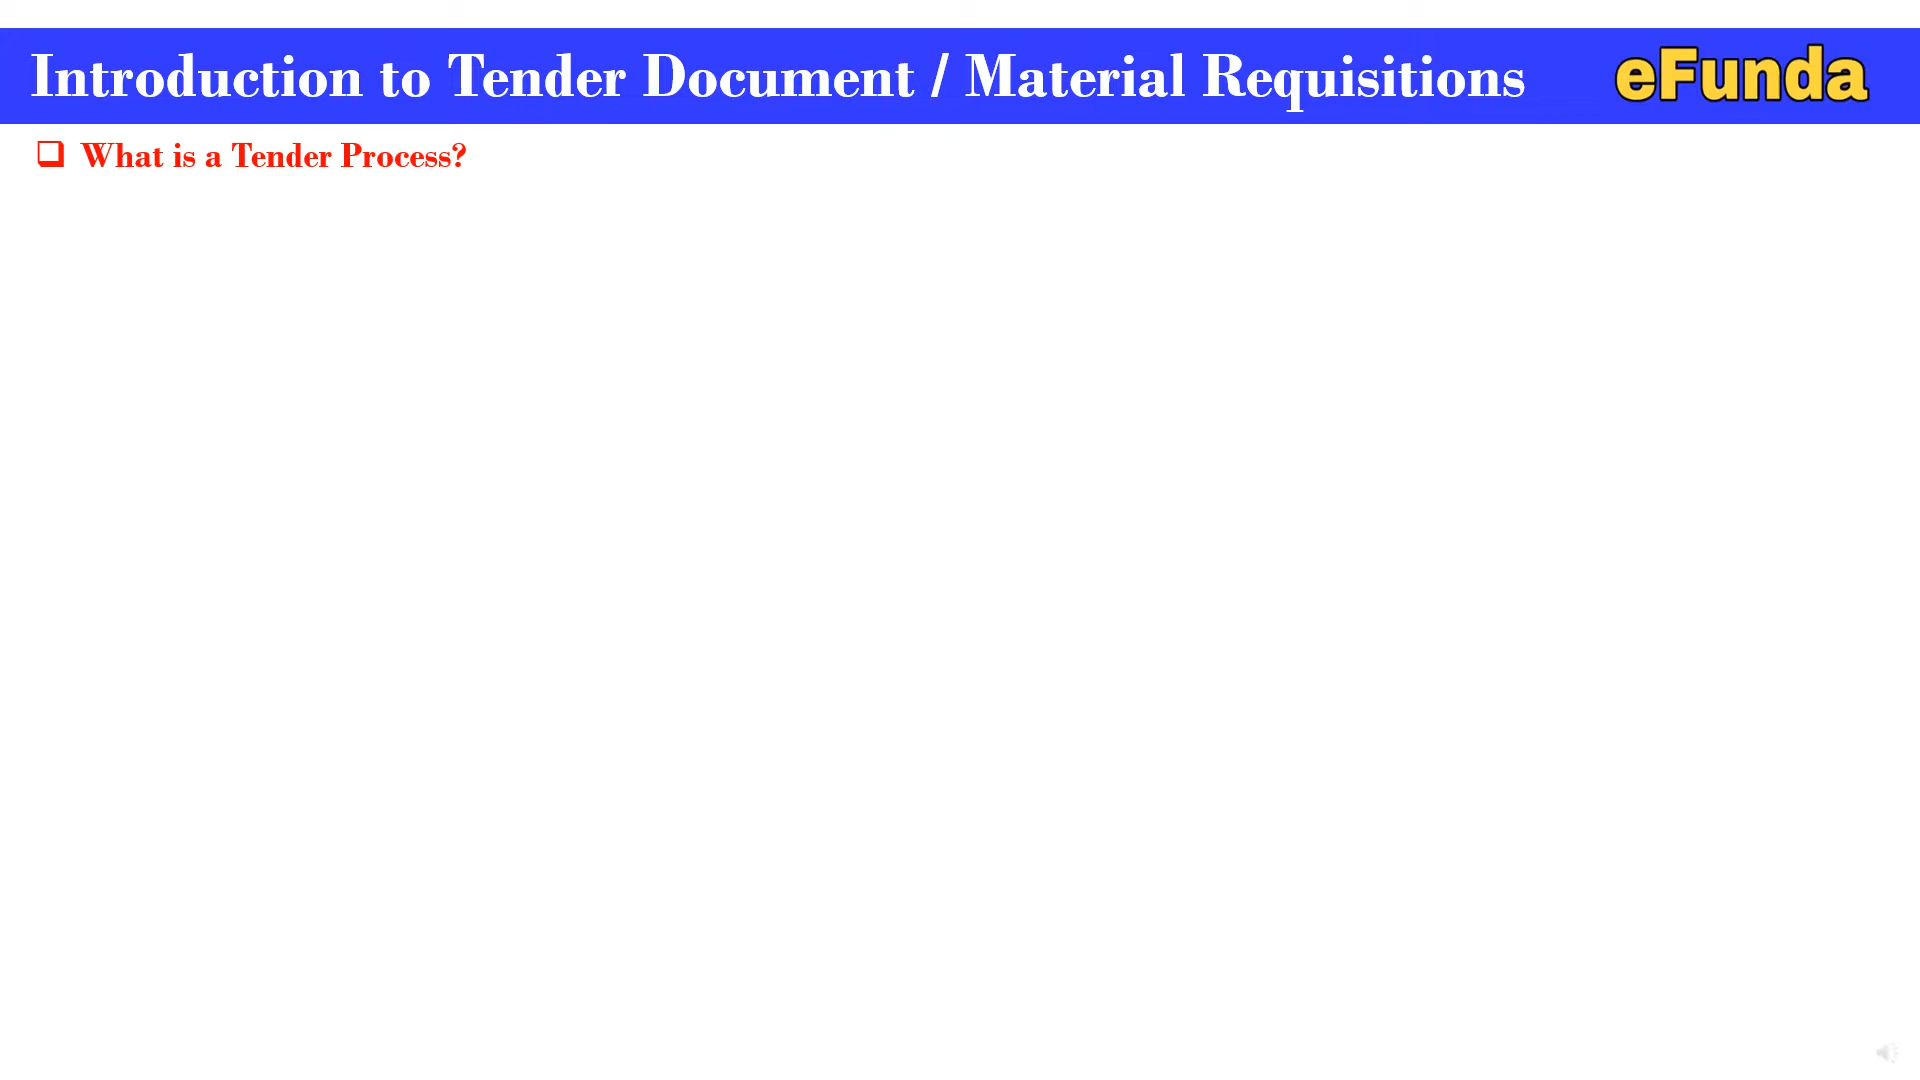 Introduction to Tender Document / Material Requisitions
eFunda
What is a Tender Process?